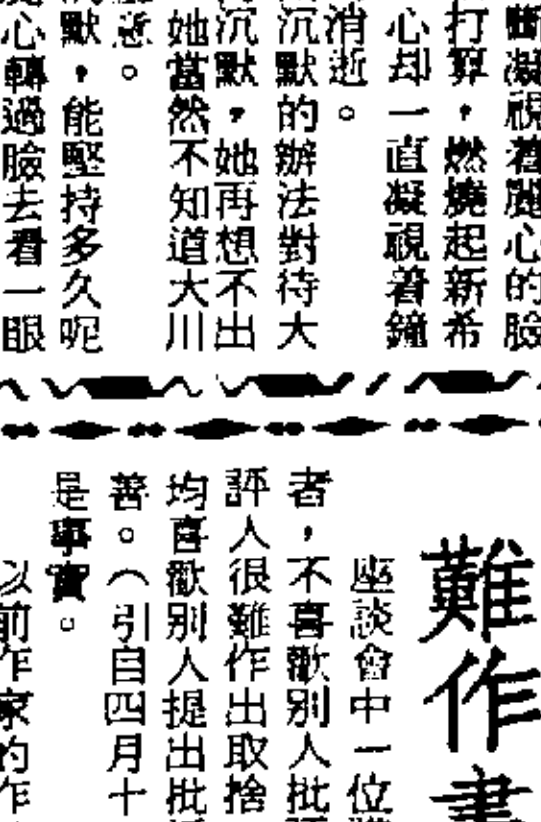 斷凝視着麗心的臉
打算，燃燒起新希
心却一直凝視着鐘
消逝。
沉默的辦法對待大
沉默，她再想不出
她當然不知道大川
意。
默，能堅持多久呢
心轉過臉去看一眼
難作書
座談會中一位
者，不喜歡別人批
評人很難作出取捨
均喜歡別人提出批
善。（引自四月十
是事實。
以前作家的作